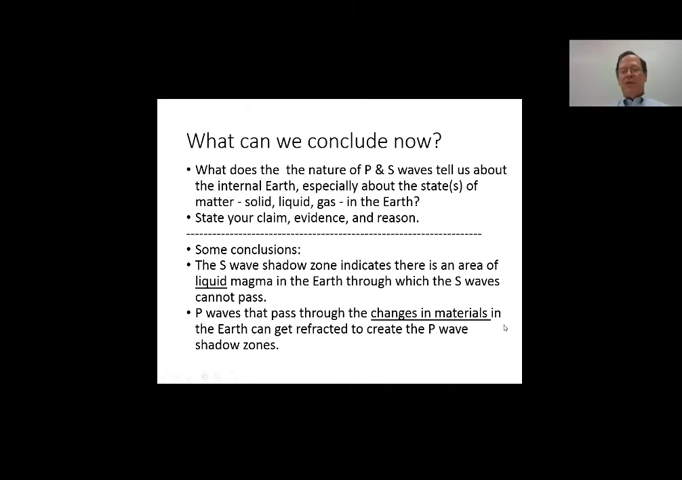 What can we conclude now?
• What does the the nature of P & S waves tell us about
the internal Earth, especially about the state(s) of
matter - solid, liquid, gas - in the Earth?
• State your claim, evidence, and reason.
--------------------------------------------------------------------
• Some conclusions:
• The S wave shadow zone indicates there is an area of
liquid magma in the Earth through which the S waves
cannot pass.
• P waves that pass through the changes in materials in
the Earth can get refracted to create the P wave
shadow zones.